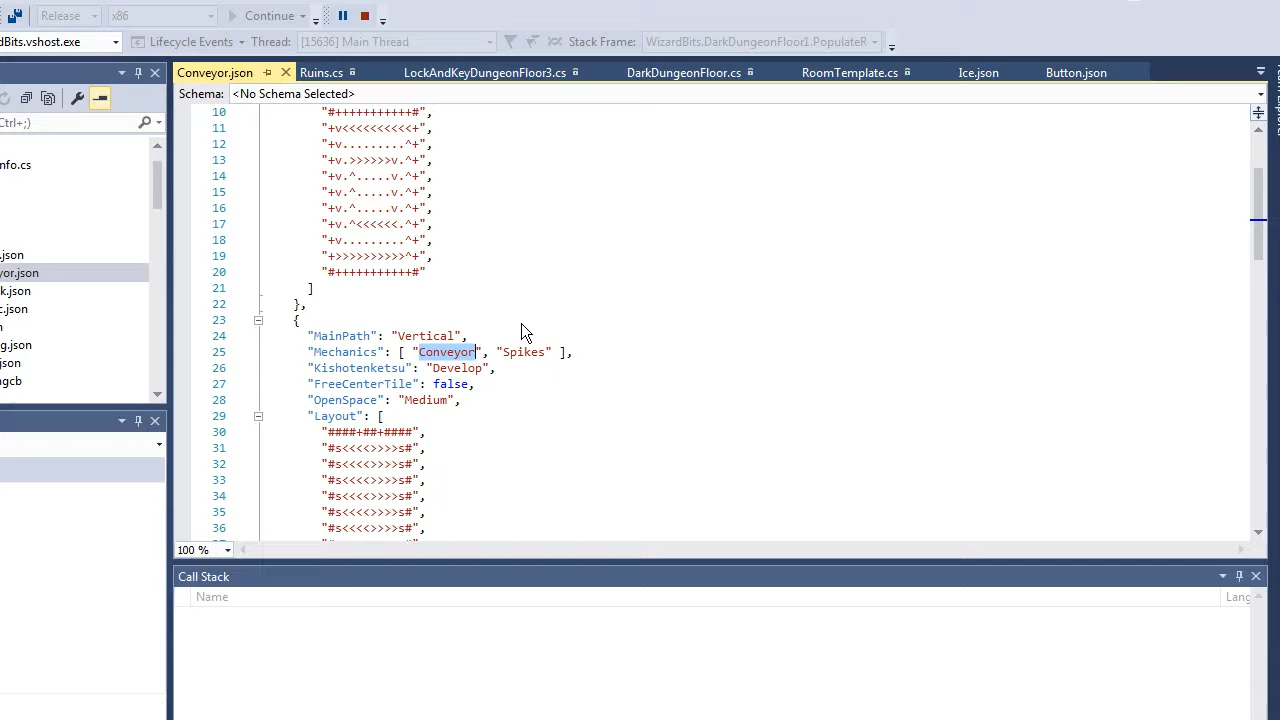 Release x86 Continue
dBits.vshost.exe Lifecycle Events Thread: [15636] Main Thread Stack Frame: WizardBits.DarkDungeonFloor1.PopulateR
Conveyor.json Ruins.cs LockAndKeyDungeonFloor3.cs DarkDungeonFloor.cs RoomTemplate.cs Ice.json Button.json
Schema: <No Schema Selected>
Ctrl+;)
nfo.cs
.json
yor.json
k.json
c.json
n
ng.json
json
ngcb
10 "#+++++++++++#",
11 "+v<<<<<<<<<<+",
12 "+v.........^+",
13 "+v.>>>>>>v.^+",
14 "+v.^.....v.^+",
15 "+v.^.....v.^+",
16 "+v.^.....v.^+",
17 "+v.^<<<<<<.^+",
18 "+v.........^+",
19 "+>>>>>>>>>>^+",
20 "#+++++++++++#"
21 ]
22 },
23 {
24 "MainPath": "Vertical",
25 "Mechanics": [ "Conveyor", "Spikes" ],
26 "Kishotenketsu": "Develop",
27 "FreeCenterTile": false,
28 "OpenSpace": "Medium",
29 "Layout": [
30 "####+##+####",
31 "#s<<<<>>>>s#",
32 "#s<<<<>>>>s#",
33 "#s<<<<>>>>s#",
34 "#s<<<<>>>>s#",
35 "#s<<<<>>>>s#",
36 "#s<<<<>>>>s#",
100 %
Call Stack
Name Lang